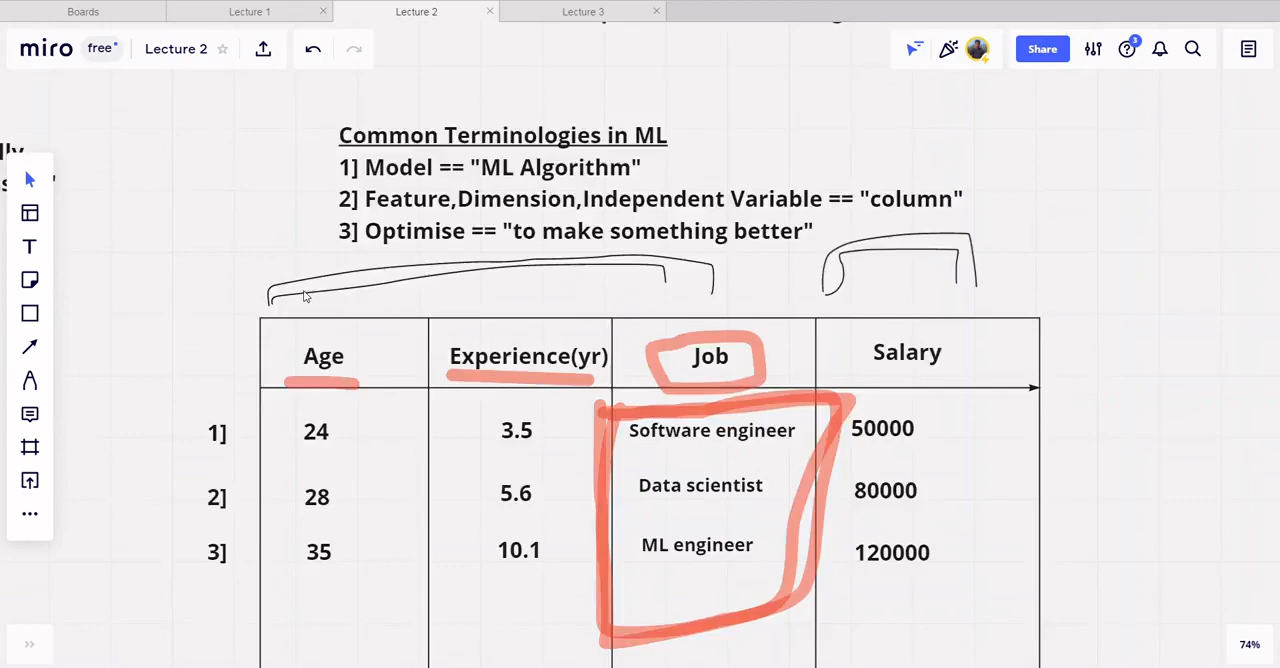 Boards
Lecture 1
Lecture 2
Lecture 3
miro
free
Lecture 2
Share
3
Common Terminologies in ML
1] Model == "ML Algorithm"
2] Feature,Dimension,Independent Variable == "column"
3] Optimise == "to make something better"
Age Experience(yr) Job Salary
1] 24 3.5 Software engineer 50000
2] 28 5.6 Data scientist 80000
3] 35 10.1 ML engineer 120000
74%